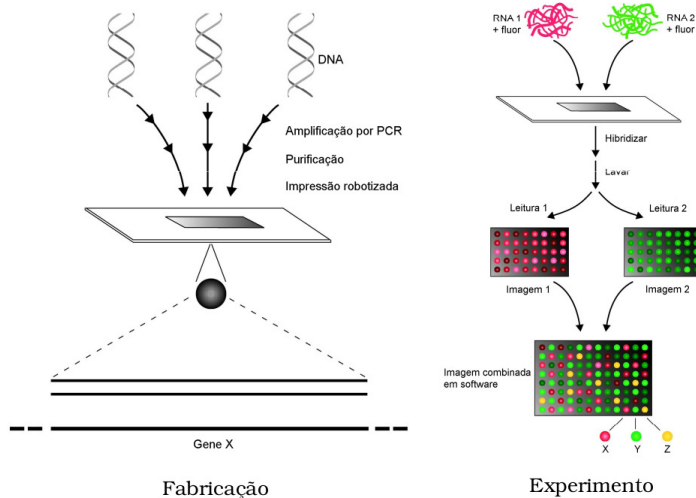 DNA
Amplificação por PCR
Purificação
Impressão robotizada
Gene X
Fabricação
RNA 1
+ fluor
RNA 2
+ fluor
Hibridizar
Lavar
Leitura 1
Leitura 2
Imagem 1
Imagem 2
Imagem combinada
em software
X
Y
Z
Experimento